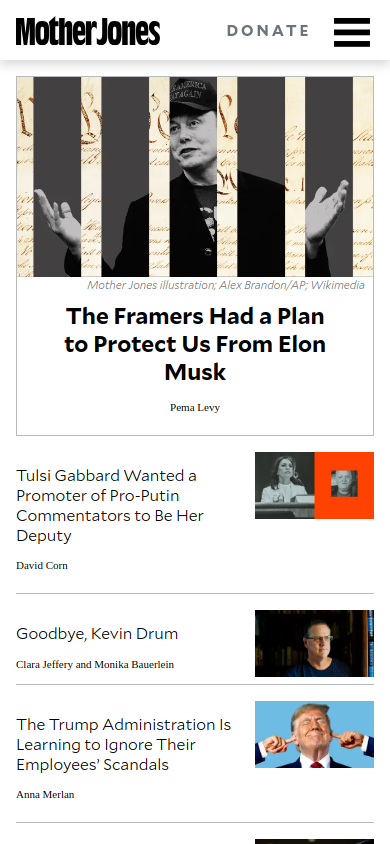 Mother Jones
DONATE
AMERICA
AGAIN
Mother Jones illustration; Alex Brandon/AP; Wikimedia
The Framers Had a Plan
to Protect Us From Elon
Musk
Pema Levy
Tulsi Gabbard Wanted a
Promoter of Pro-Putin
Commentators to Be Her
Deputy
David Corn
Goodbye, Kevin Drum
Clara Jeffery and Monika Bauerlein
The Trump Administration Is
Learning to Ignore Their
Employees’ Scandals
Anna Merlan